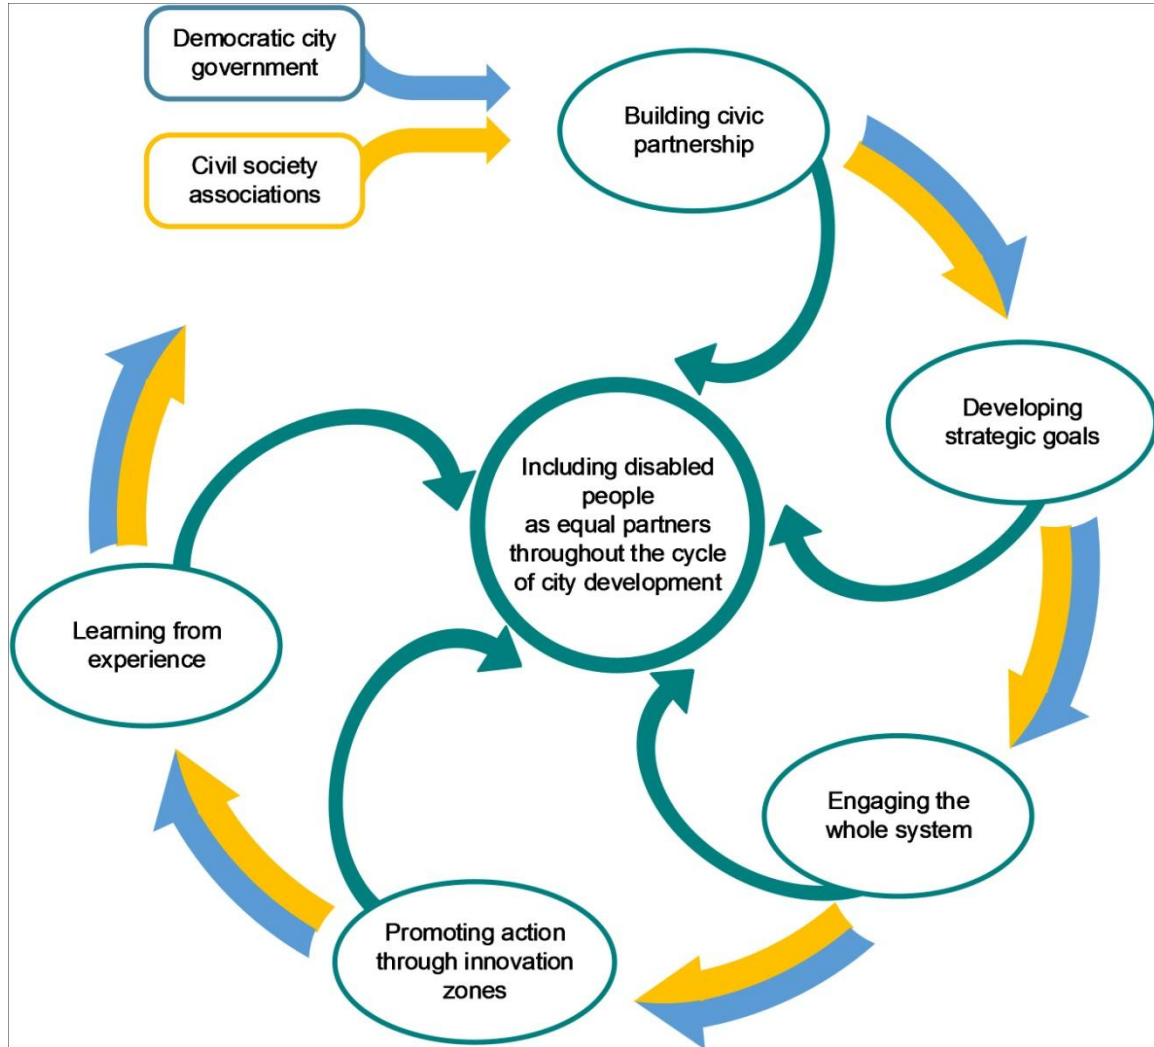 Democratic city
government
Civil society
associations
Building civic
partnership
Developing
strategic goals
Including disabled
people
as equal partners
throughout the cycle
of city development
Learning from
experience
Engaging the
whole system
Promoting action
through innovation
zones